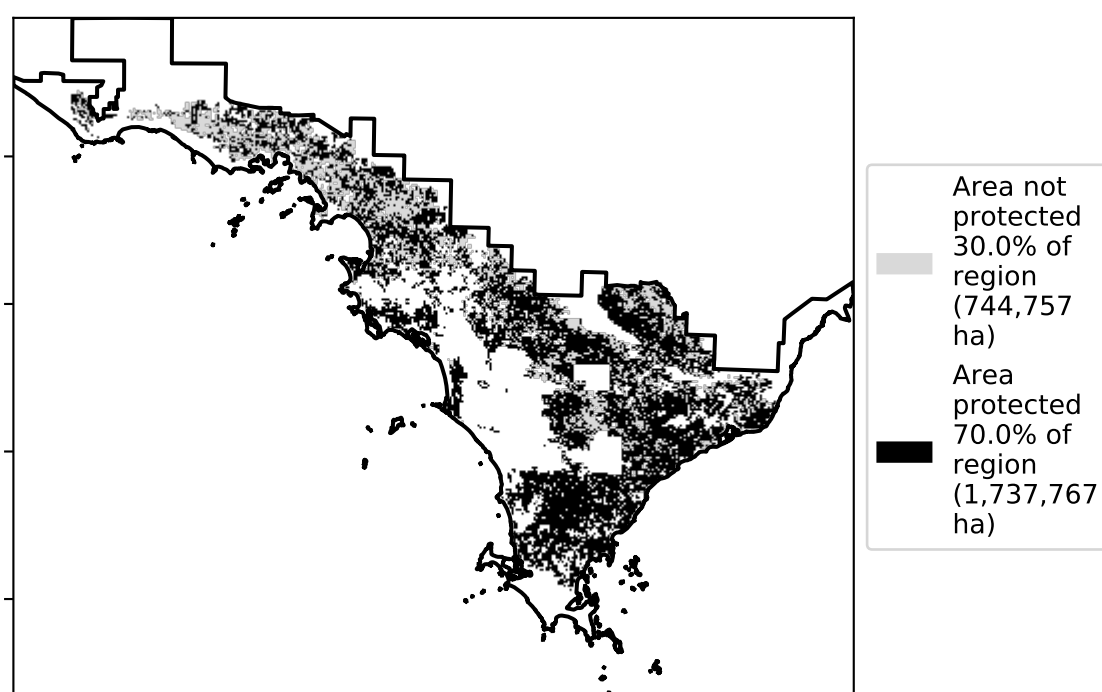 Area not
protected
30.0% of
region
(744,757
ha)
Area
protected
70.0% of
region
(1,737,767
ha)